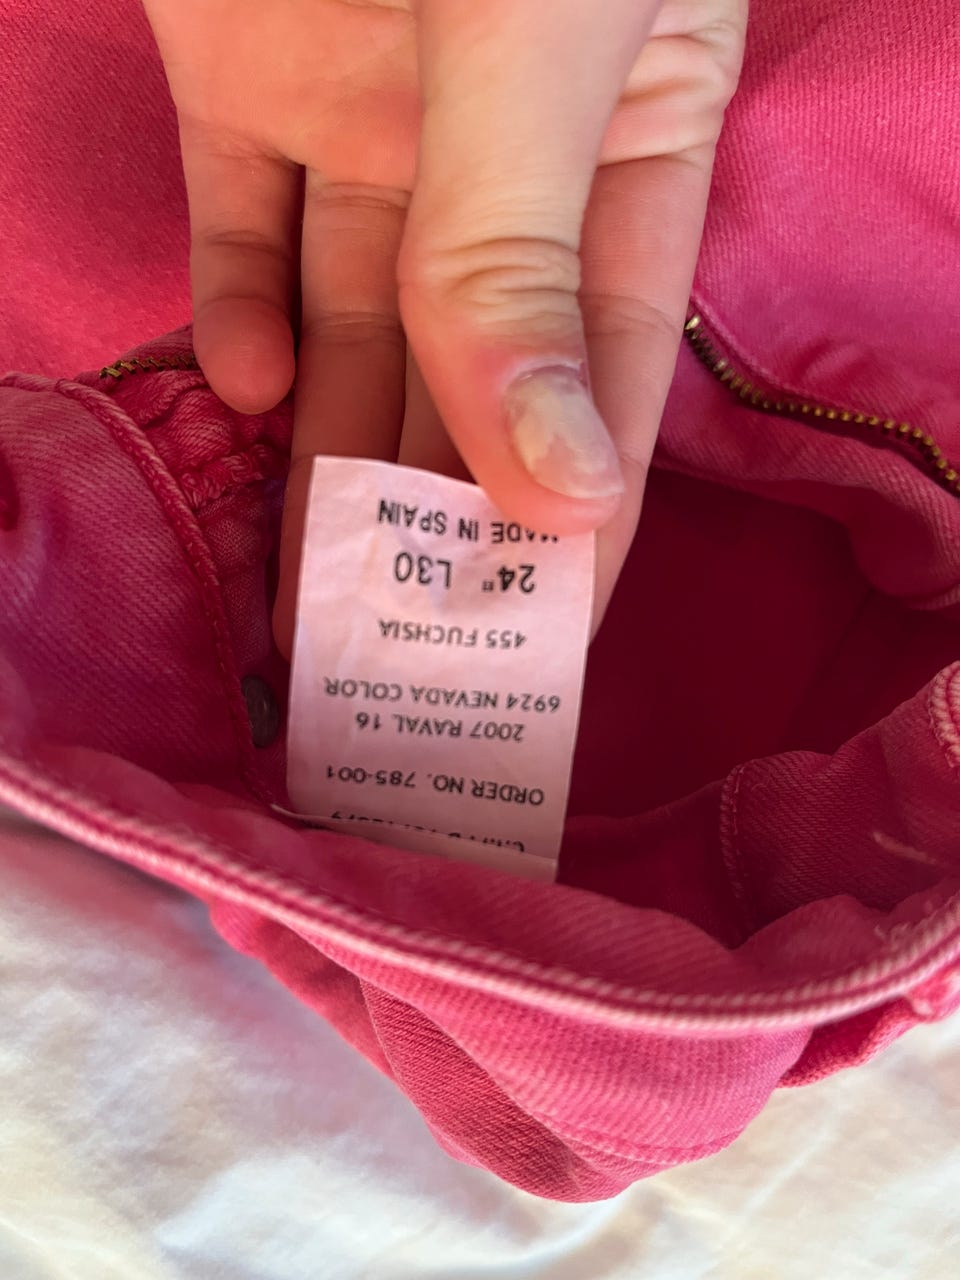 ORDER NO. 785-001
2007 RAVAL 16
6924 NEVADA COLOR
455 FUCHSIA
24" L30
MADE IN SPAIN